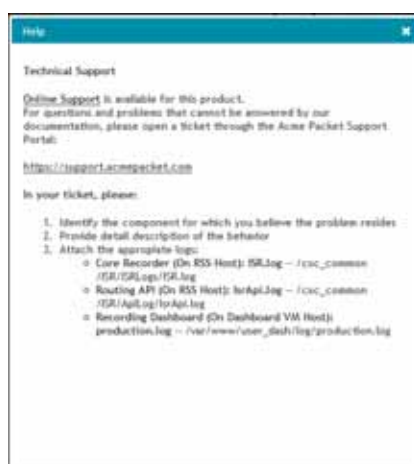 Help
Technical Support
Online Support is available for this product.
For questions and problems that cannot be answered by our
documentation, please open a ticket through the Acme Packet Support
Portal:
https://support.acmepacket.com
In your ticket, please:
1. Identify the component for which you believe the problem resides
2. Provide detail description of the behavior
3. Attach the appropiate logs:
Core Recorder (On RSS Host): ISR.log -- /cxc_common
/ISR/ISRLogs/ISR.log
Routing API (On RSS Host): IsrApi.log -- /cxc_common
/ISR/ApiLog/IsrApi.log
Recording Dashboard (On Dashboard VM Host):
production.log -- /var/www/user_dash/log/production.log